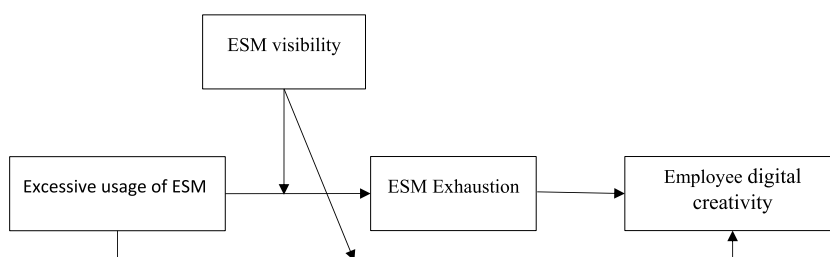 ESM visibility
Excessive usage of ESM
ESM Exhaustion
Employee digital
creativity